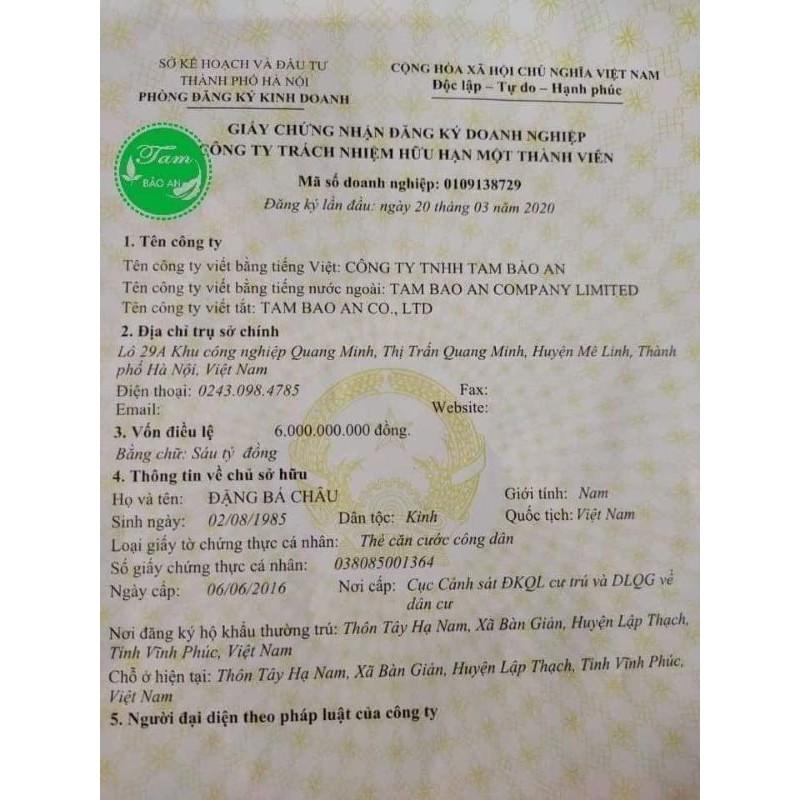 SỞ KẾ HOẠCH VÀ ĐẦU TƯ
THÀNH PHỐ HÀ NỘI
PHÒNG ĐĂNG KÝ KINH DOANH
CỘNG HÒA XÃ HỘI CHỦ NGHĨA VIỆT NAM
Độc lập – Tự do – Hạnh phúc
GIẤY CHỨNG NHẬN ĐĂNG KÝ DOANH NGHIỆP
CÔNG TY TRÁCH NHIỆM HỮU HẠN MỘT THÀNH VIÊN
Tam
BẢO AN
Mã số doanh nghiệp: 0109138729
Đăng ký lần đầu: ngày 20 tháng 03 năm 2020
1. Tên công ty
Tên công ty viết bằng tiếng Việt: CÔNG TY TNHH TAM BẢO AN
Tên công ty viết bằng tiếng nước ngoài: TAM BAO AN COMPANY LIMITED
Tên công ty viết tắt: TAM BAO AN CO., LTD
2. Địa chỉ trụ sở chính
Lô 29A Khu công nghiệp Quang Minh, Thị Trấn Quang Minh, Huyện Mê Linh, Thành
phố Hà Nội, Việt Nam
Điện thoại: 0243.098.4785 Fax:
Email: Website:
3. Vốn điều lệ 6.000.000.000 đồng.
Bằng chữ: Sáu tỷ đồng
4. Thông tin về chủ sở hữu
Họ và tên: ĐẶNG BÁ CHÂU Giới tính: Nam
Sinh ngày: 02/08/1985 Dân tộc: Kinh Quốc tịch: Việt Nam
Loại giấy tờ chứng thực cá nhân: Thẻ căn cước công dân
Số giấy chứng thực cá nhân: 038085001364
Ngày cấp: 06/06/2016 Nơi cấp: Cục Cảnh sát ĐKQL cư trú và DLQG về
dân cư
Nơi đăng ký hộ khẩu thường trú: Thôn Tây Hạ Nam, Xã Bàn Giản, Huyện Lập Thạch,
Tỉnh Vĩnh Phúc, Việt Nam
Chỗ ở hiện tại: Thôn Tây Hạ Nam, Xã Bàn Giản, Huyện Lập Thạch, Tỉnh Vĩnh Phúc,
Việt Nam
5. Người đại diện theo pháp luật của công ty